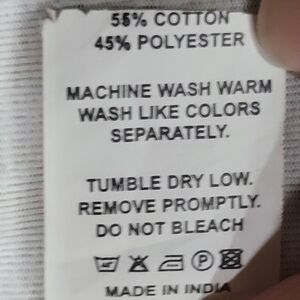 55% COTTON
45% POLYESTER
MACHINE WASH WARM
WASH LIKE COLORS
SEPARATELY.
TUMBLE DRY LOW.
REMOVE PROMPTLY.
DO NOT BLEACH
P
MADE IN INDIA